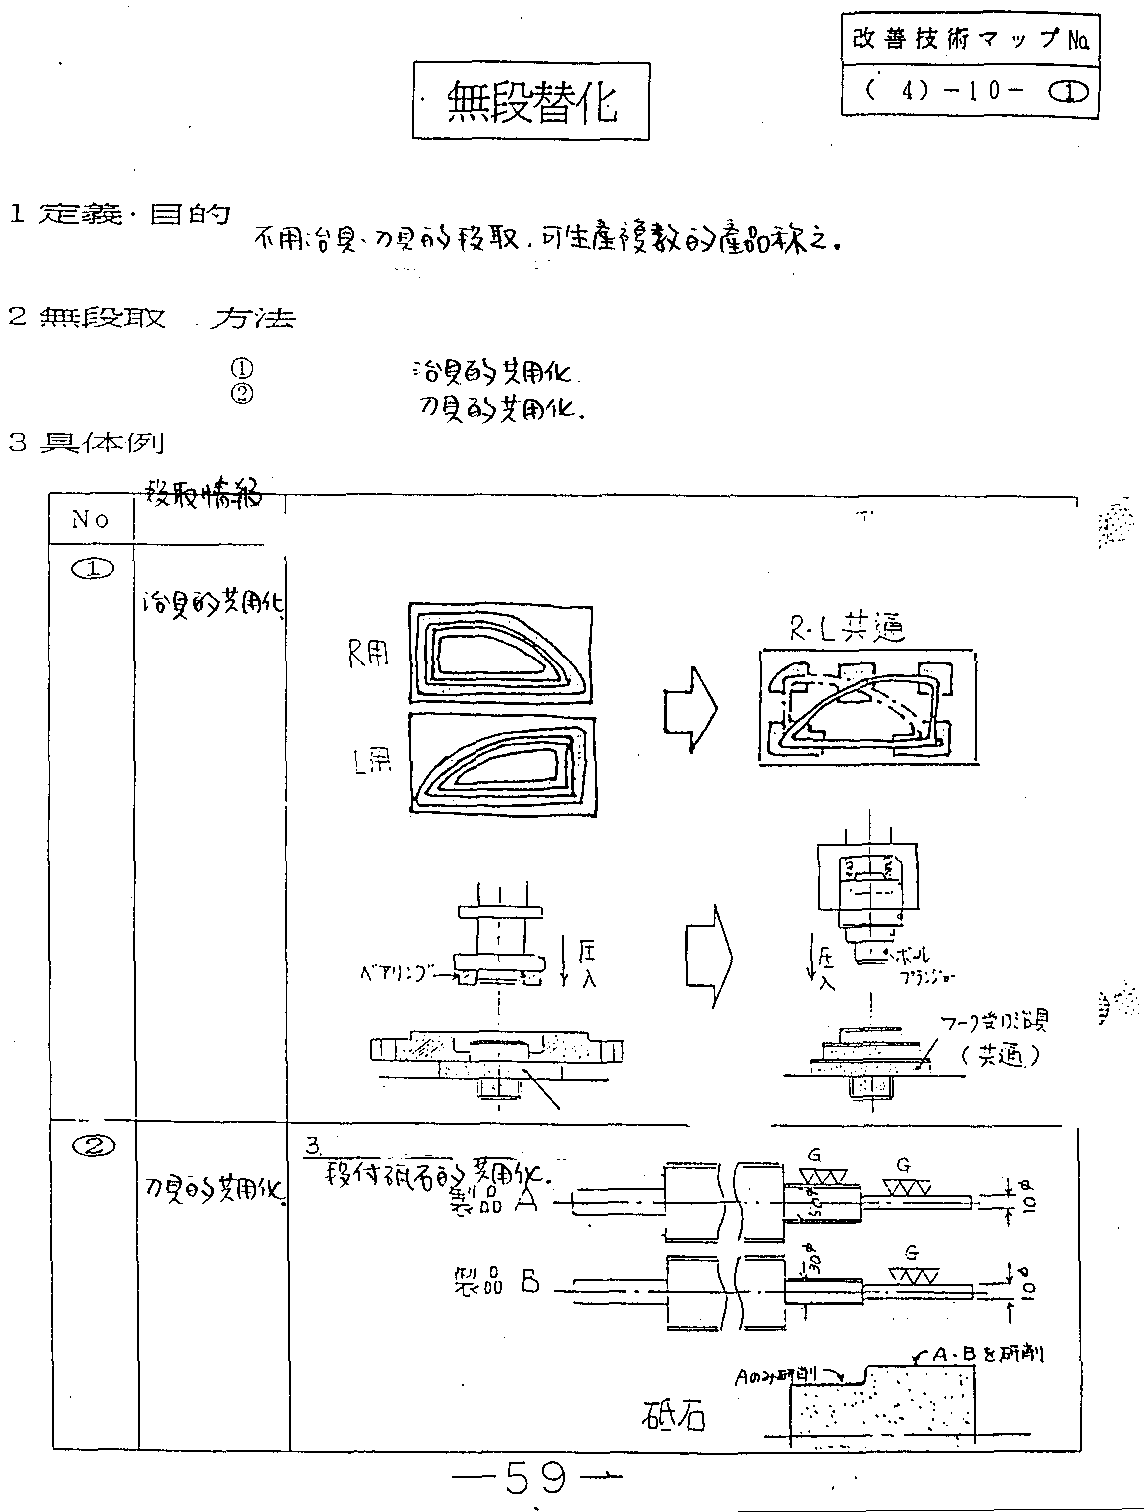 改善技術マップNo.
(4)-10-①
無段替化
1 定義・目的
不用治具、刀具的段取,可生産複数的產品称之.
2 無段取 方法
① 治具的共用化
② 刀具的共用化.
3 具体例
段取情報
No
①
治具的共用化
R用
L用
R・L共通
ベアリング
圧入
圧入
ボールプランジャー
ワーク受け治具
(共通)
②
刀具的共用化
3.
段付砥石的共用化.
製品 A
G
G
50φ
10φ
製品 B
30φ
G
10φ
Aのみ研削
A・Bを研削
砥石
—59—